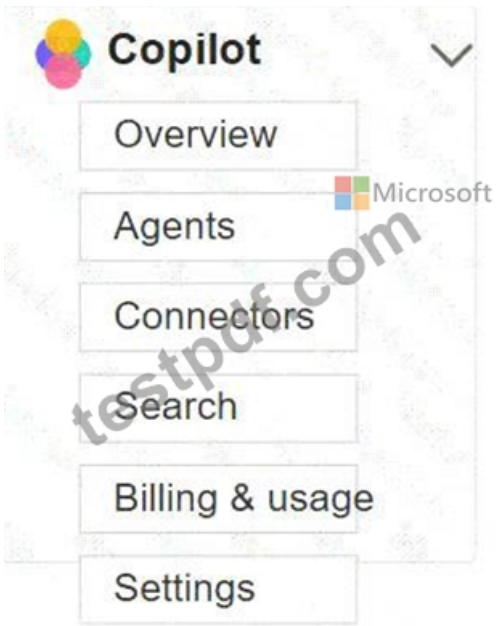 Copilot
Overview
Microsoft
Agents
Connectors
testpdf.com
Search
Billing & usage
Settings